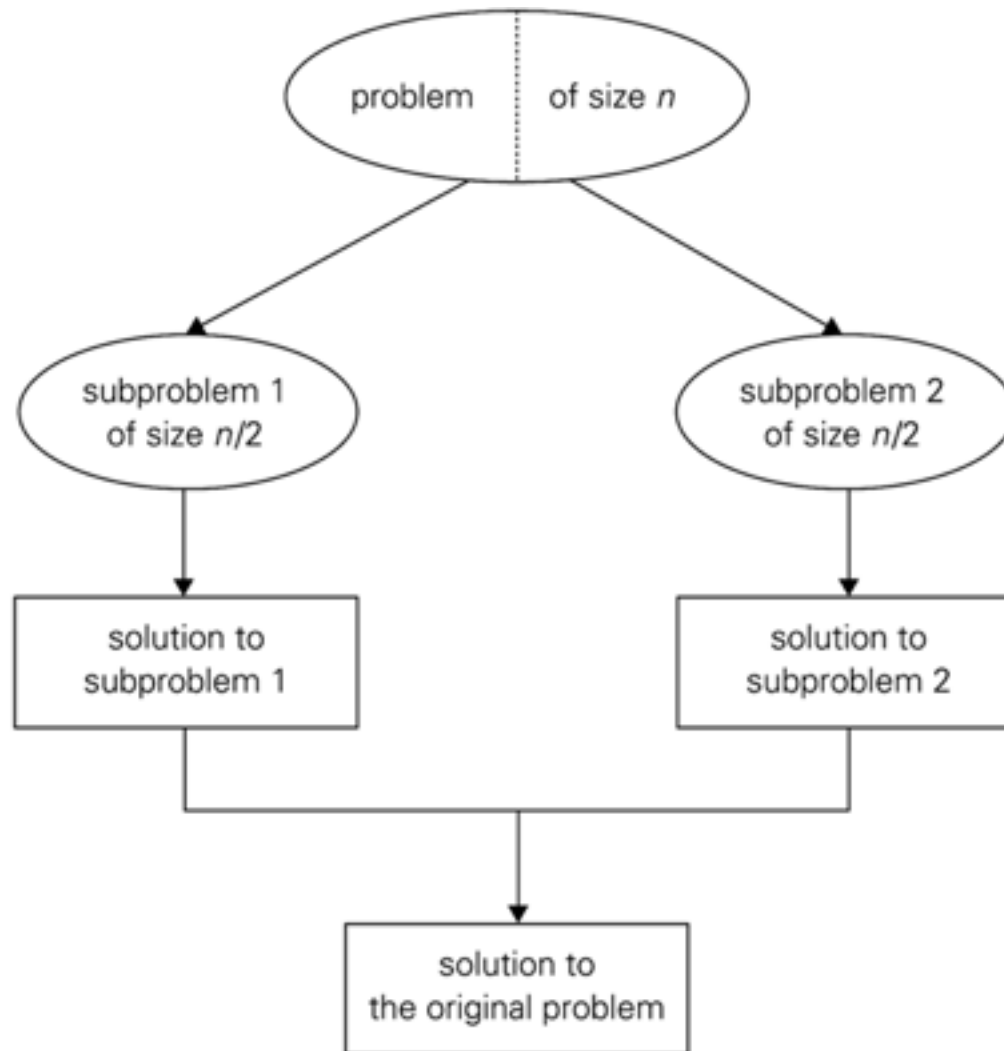 problem of size n
subproblem 1
of size n/2
subproblem 2
of size n/2
solution to
subproblem 1
solution to
subproblem 2
solution to
the original problem